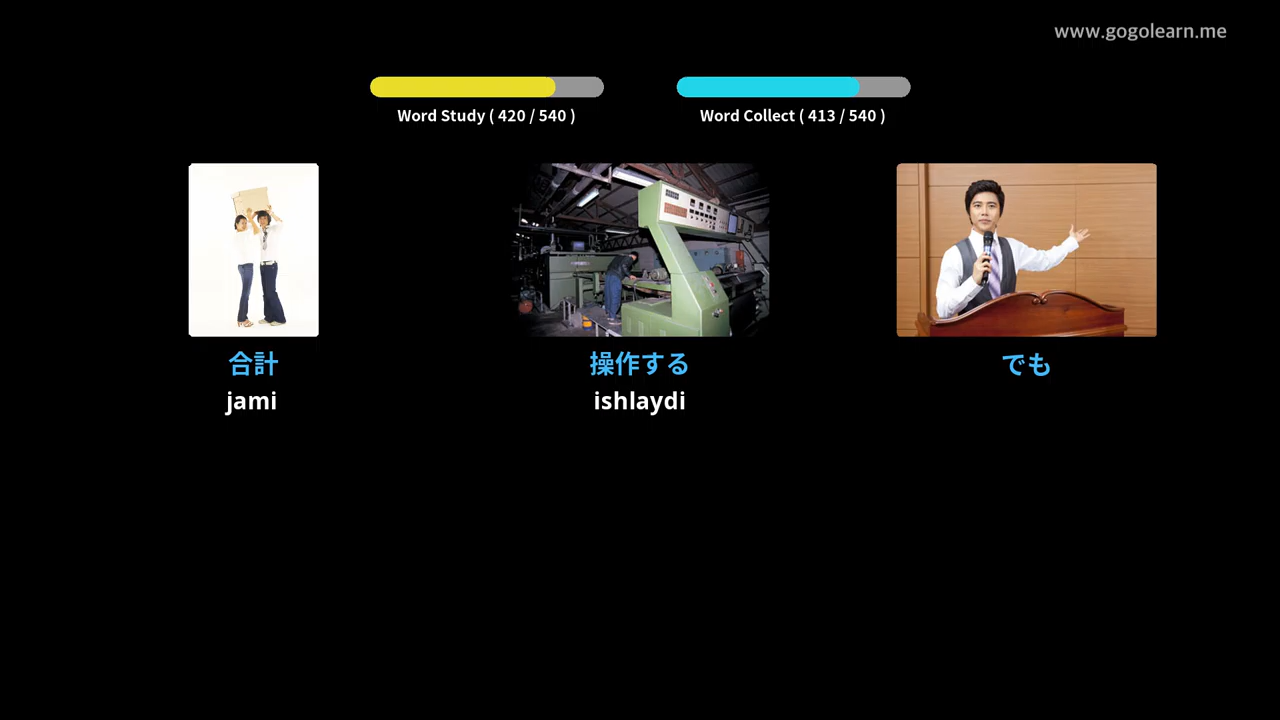 www.gogolearn.me
Word Study ( 420 / 540 )
Word Collect ( 413 / 540 )
合計
jami
操作する
ishlaydi
でも